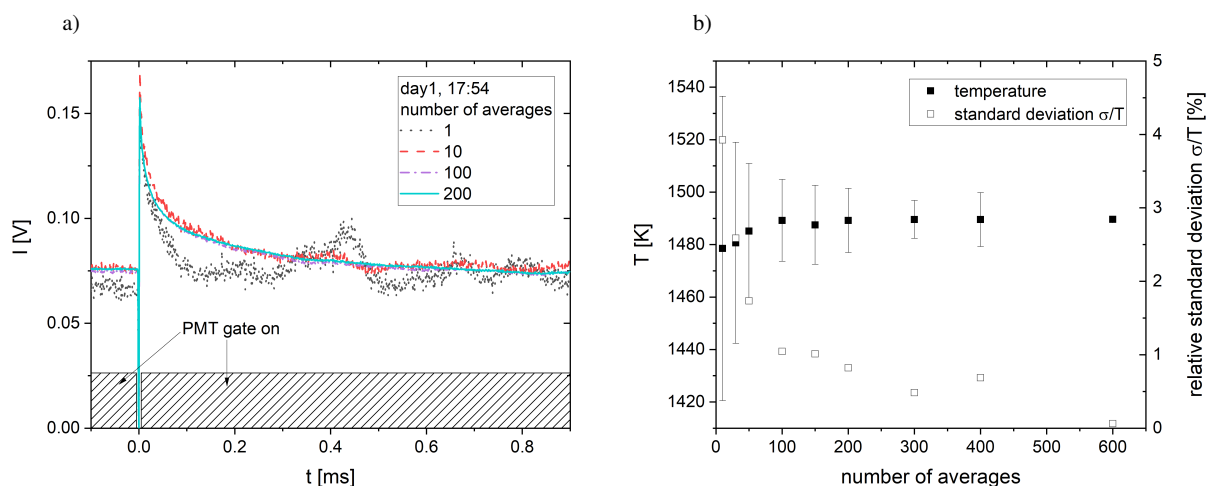 a)
I [V]
0.15
0.10
0.05
0.00
day1, 17:54
number of averages
1
10
100
200
PMT gate on
0.0 0.2 0.4 0.6 0.8
t [ms]
b)
T [K]
1550
1540
1520
1500
1480
1460
1440
1420
temperature
standard deviation σ/T
5
4
3
2
1
0
relative standard deviation σ/T [%]
0 100 200 300 400 500 600
number of averages